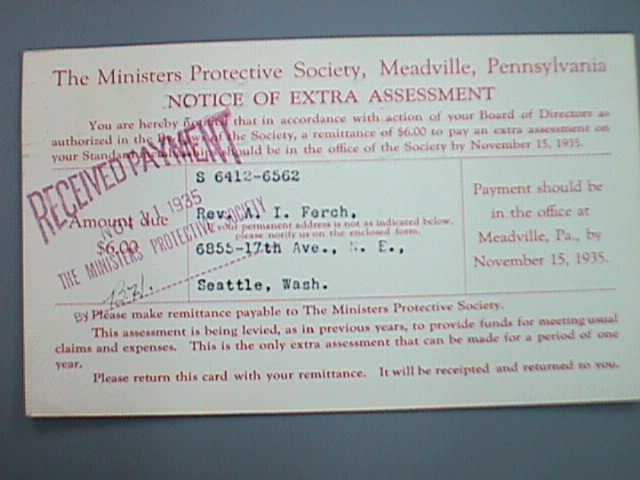 The Ministers Protective Society, Meadville, Pennsylvania
NOTICE OF EXTRA ASSESSMENT
You are hereby that in accordance with action of your Board of Directors as
authorized in the of the Society, a remittance of $6.00 to pay an extra assessment on
your Standard should be in the office of the Society by November 15, 1935.
RECEIVED PAYMENT
NOV 1935
THE MINISTERS PROTECTIVE SOCIETY
By
Amount due
$6.00
S 6412-6562
Rev. A. I. Ferch,
If your permanent address is not as indicated below,
please notify us on the enclosed form.
6855-17th Ave., N. E.,
Seattle, Wash.
Payment should be
in the office at
Meadville, Pa., by
November 15, 1935.
Please make remittance payable to The Ministers Protective Society.
This assessment is being levied, as in previous years, to provide funds for meeting usual
claims and expenses. This is the only extra assessment that can be made for a period of one
year.
Please return this card with your remittance. It will be receipted and returned to you.